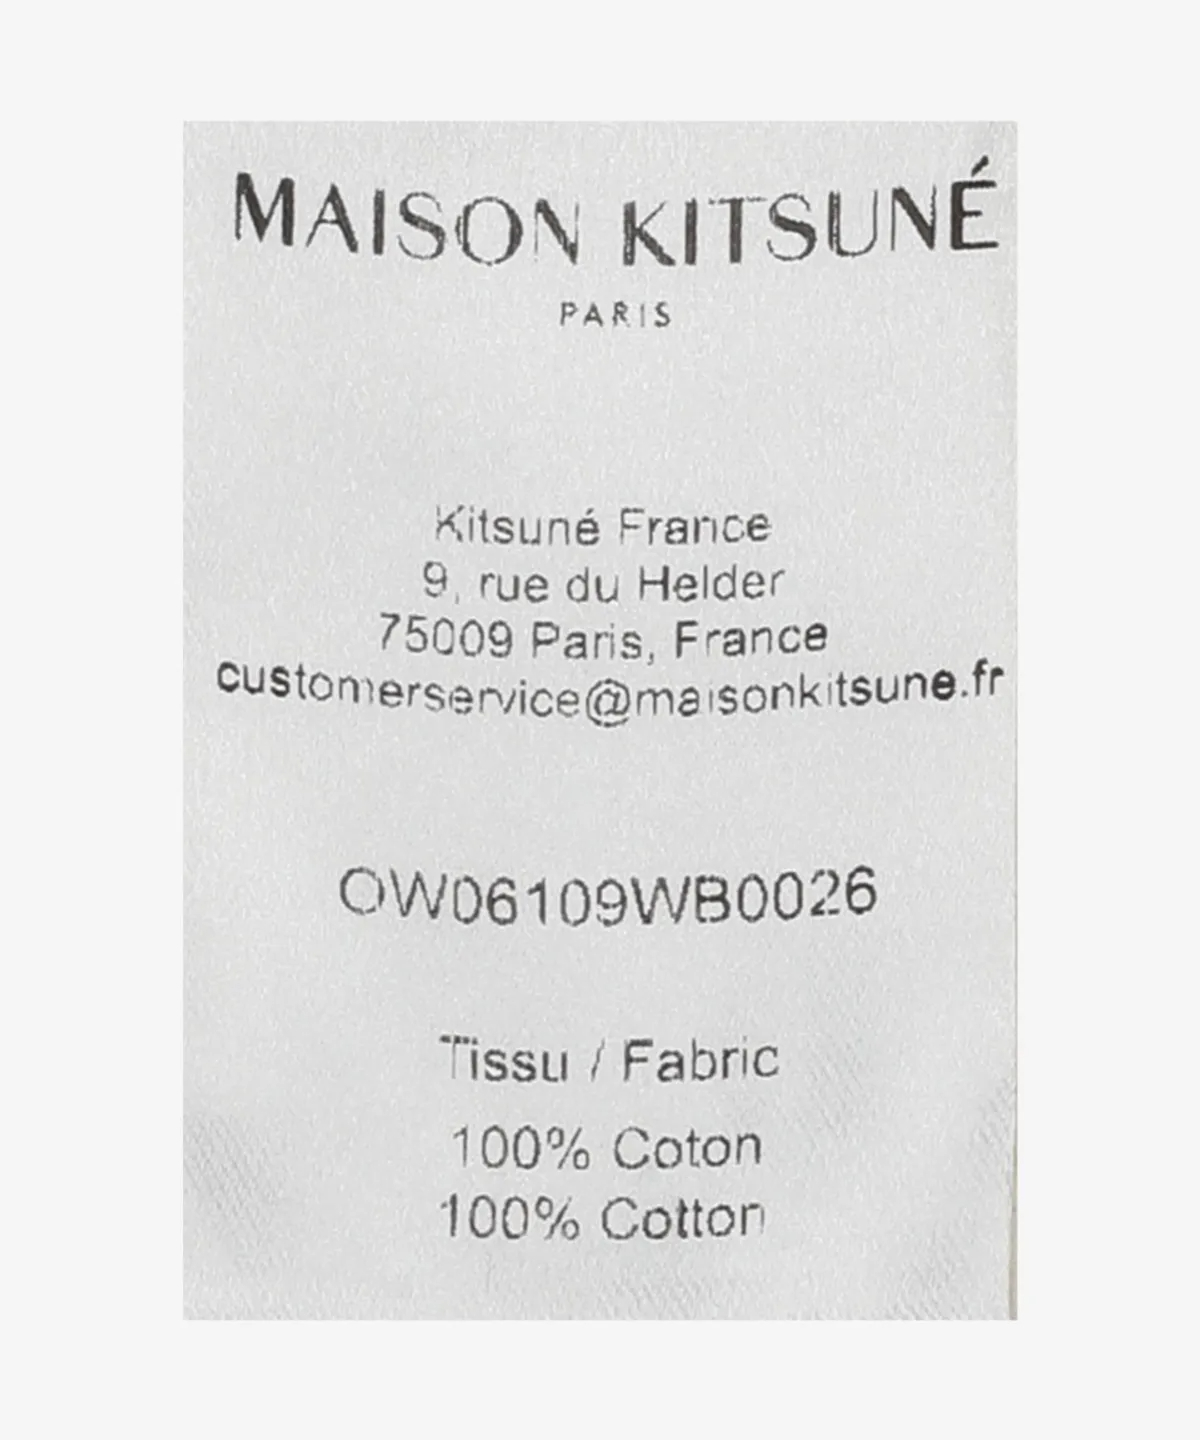 MAISON KITSUNÉ
PARIS
Kitsuné France
9, rue du Helder
75009 Paris, France
customerservice@maisonkitsune.fr
OW06109WB0026
Tissu / Fabric
100% Coton
100% Cotton